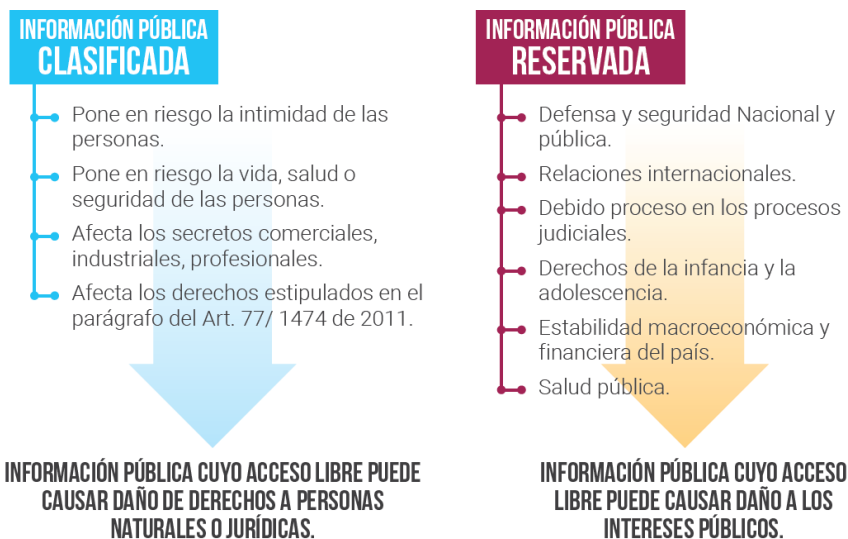 INFORMACIÓN PÚBLICA
CLASIFICADA
Pone en riesgo la intimidad de las
personas.
Pone en riesgo la vida, salud o
seguridad de las personas.
Afecta los secretos comerciales,
industriales, profesionales.
Afecta los derechos estipulados en el
parágrafo del Art. 77/ 1474 de 2011.
INFORMACIÓN PÚBLICA CUYO ACCESO LIBRE PUEDE
CAUSAR DAÑO DE DERECHOS A PERSONAS
NATURALES O JURÍDICAS.
INFORMACIÓN PÚBLICA
RESERVADA
Defensa y seguridad Nacional y
pública.
Relaciones internacionales.
Debido proceso en los procesos
judiciales.
Derechos de la infancia y la
adolescencia.
Estabilidad macroeconómica y
financiera del país.
Salud pública.
INFORMACIÓN PÚBLICA CUYO ACCESO
LIBRE PUEDE CAUSAR DAÑO A LOS
INTERESES PÚBLICOS.